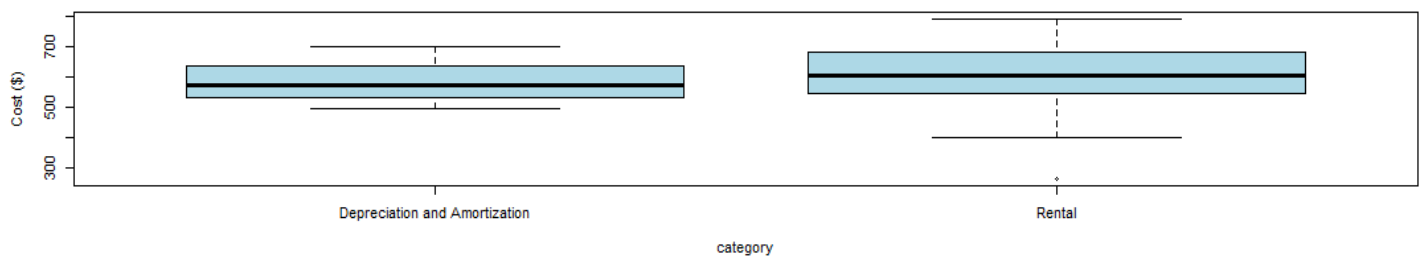 Cost ($)
700
500
300
Depreciation and Amortization
Rental
category